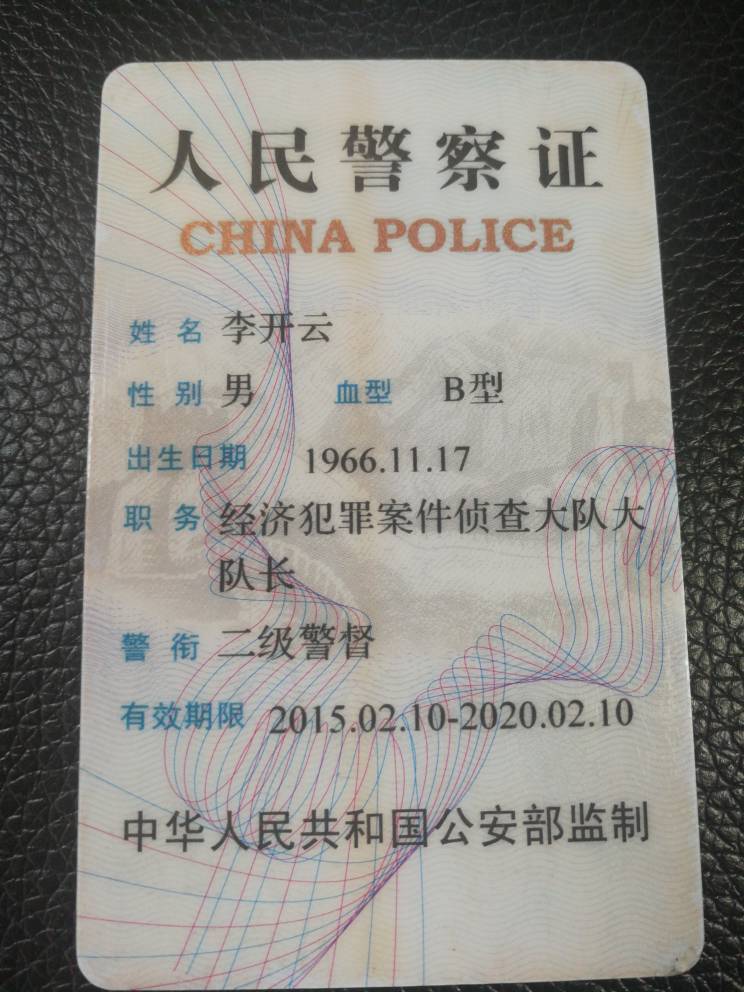 人民警察证
CHINA POLICE
姓 名 李开云
性 别 男 血型 B型
出生日期 1966.11.17
职 务 经济犯罪案件侦查大队大
队长
警 衔 二级警督
有效期限 2015.02.10-2020.02.10
中华人民共和国公安部监制